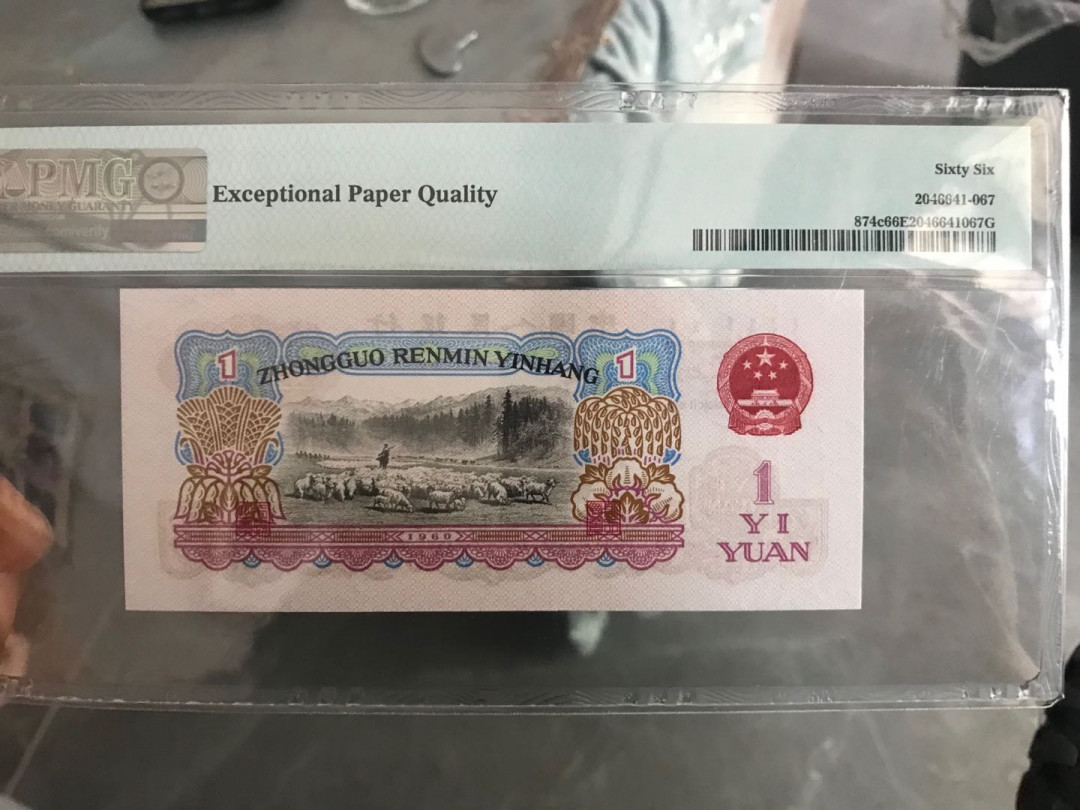 PMG
Exceptional Paper Quality
Sixty Six
2046641-067
874c66E2046641067G
1
1
ZHONGGUO RENMIN YINHANG
1960
1
YI
YUAN